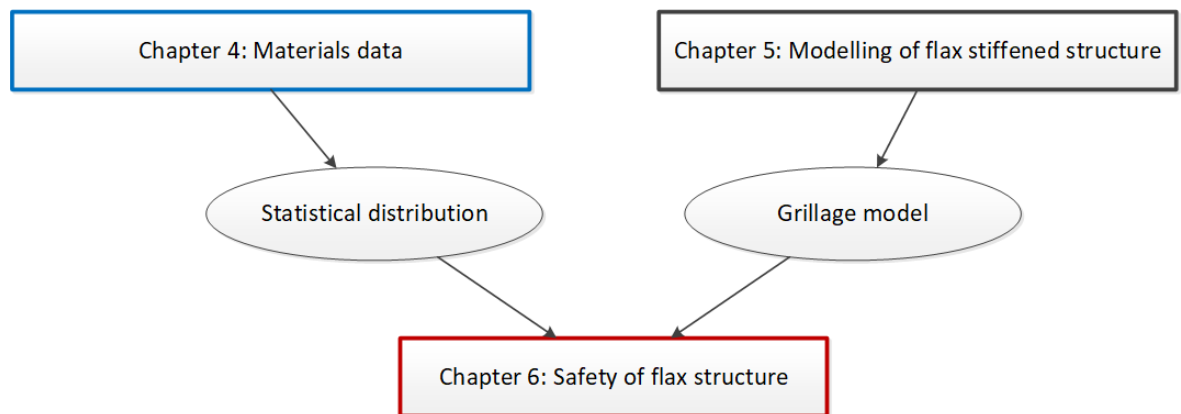 Chapter 4: Materials data
Chapter 5: Modelling of flax stiffened structure
Statistical distribution
Grillage model
Chapter 6: Safety of flax structure